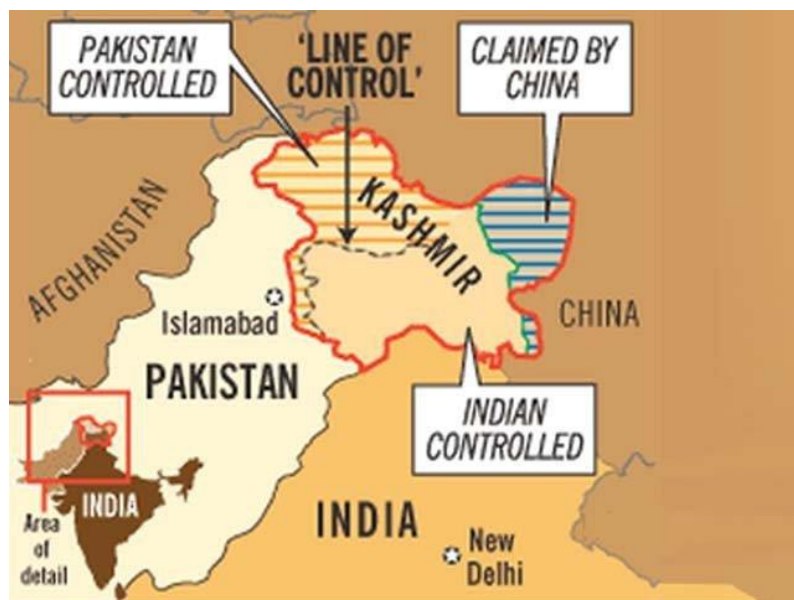 PAKISTAN
CONTROLLED
'LINE OF
CONTROL'
CLAIMED BY
CHINA
KASHMIR
AFGHANISTAN
Islamabad
CHINA
PAKISTAN
INDIAN
CONTROLLED
INDIA
Area
of
detail
INDIA
New
Delhi